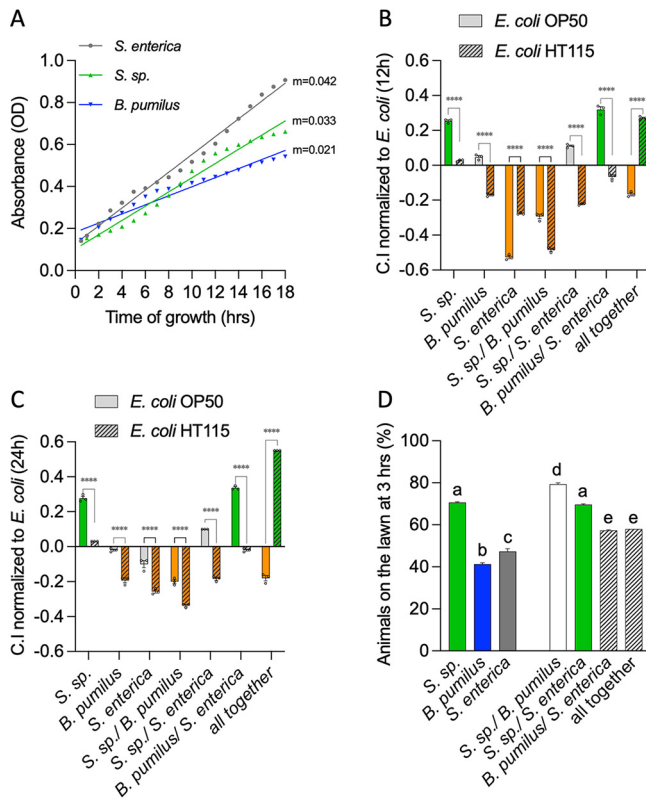 A
S. enterica
S. sp.
B. pumilus
m=0.042
m=0.033
m=0.021
Absorbance (OD)
1.0
0.8
0.6
0.4
0.2
0.0
0 2 4 6 8 10 12 14 16 18
Time of growth (hrs)
B
E. coli OP50
E. coli HT115
C.I normalized to E. coli (12h)
0.6
0.4
0.2
0.0
-0.2
-0.4
-0.6
**** **** **** **** **** **** ****
S. sp.
B. pumilus
S. enterica
S. sp./ B. pumilus
S. sp./ S. enterica
B. pumilus/ S. enterica
all together
C
E. coli OP50
E. coli HT115
C.I normalized to E. coli (24h)
0.6
0.4
0.2
0.0
-0.2
-0.4
-0.6
**** **** **** **** **** **** ****
S. sp.
B. pumilus
S. enterica
S. sp./ B. pumilus
S. sp./ S. enterica
B. pumilus/ S. enterica
all together
D
Animals on the lawn at 3 hrs (%)
100
80
60
40
20
0
a b c d a e e
S. sp.
B. pumilus
S. enterica
S. sp./ B. pumilus
S. sp./ S. enterica
B. pumilus/ S. enterica
all together